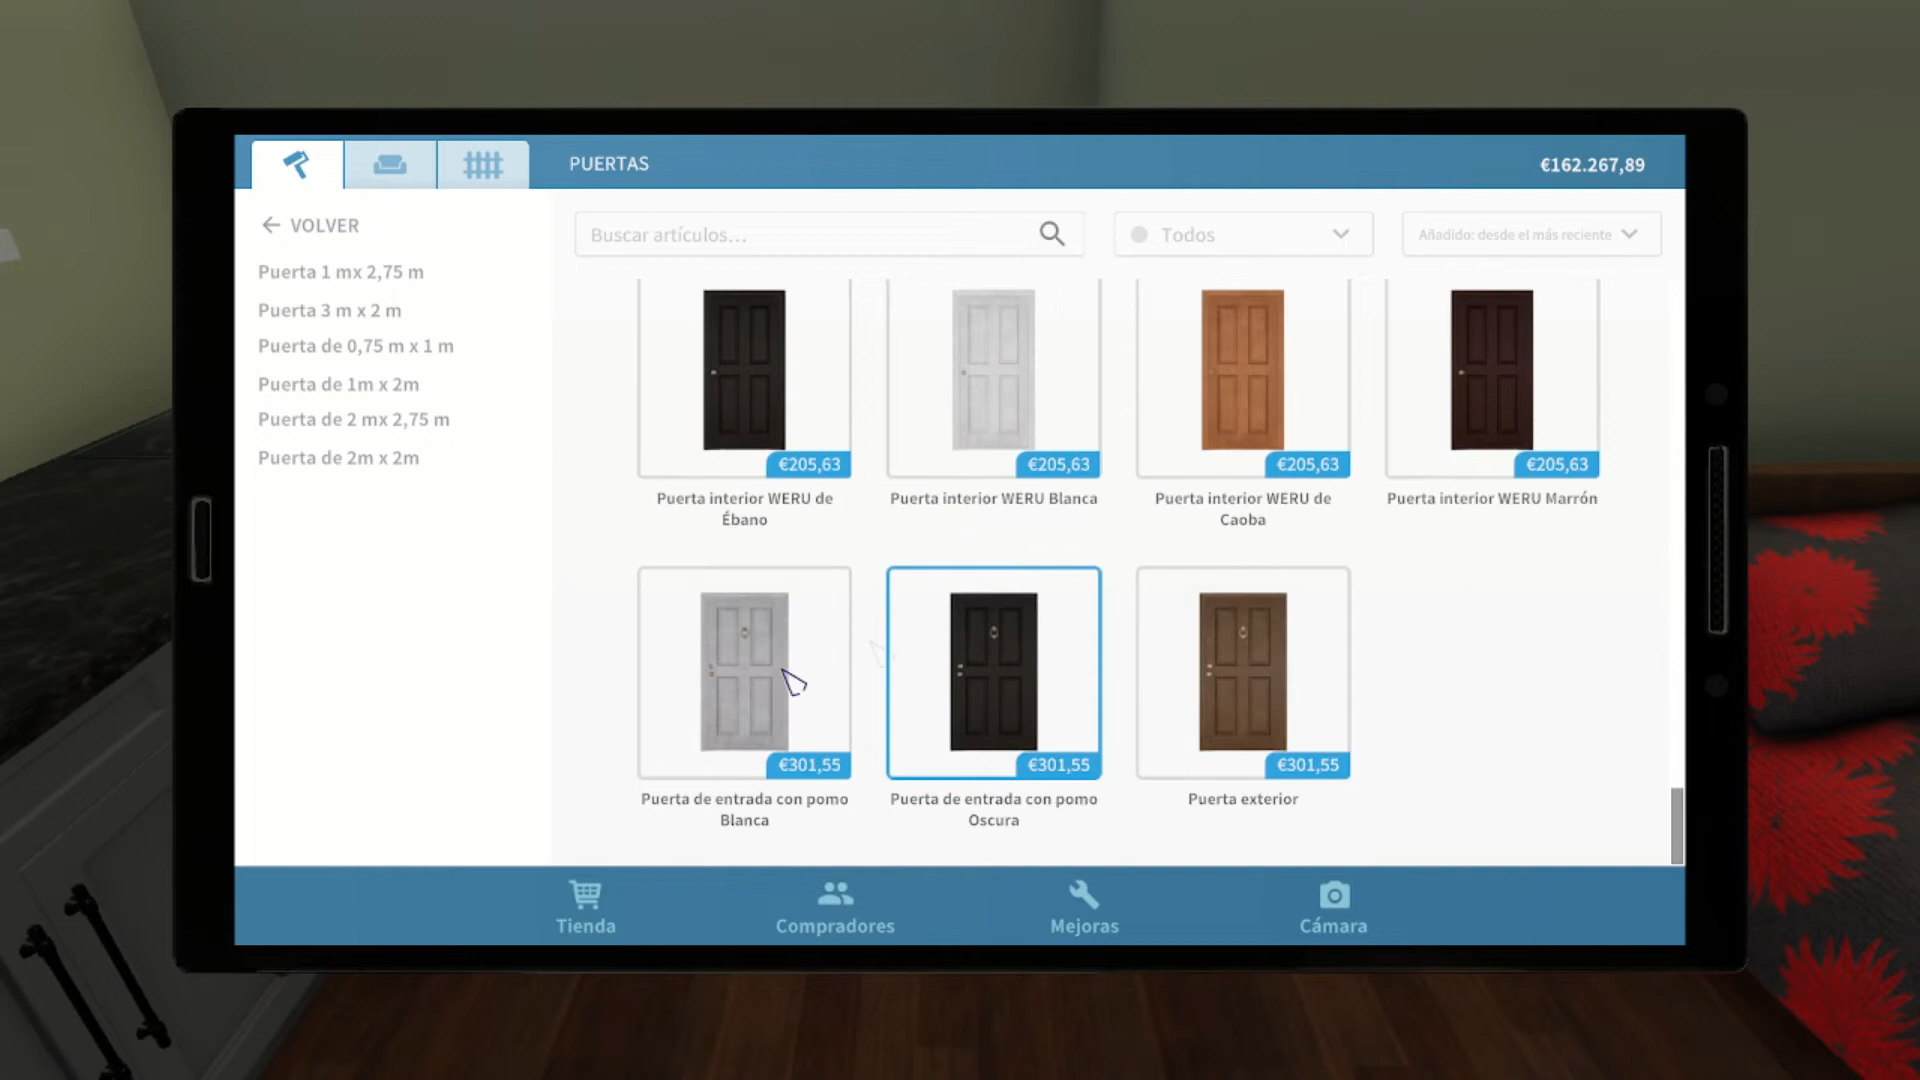 PUERTAS
€162.267,89
VOLVER
Puerta 1 mx 2,75 m
Puerta 3 m x 2 m
Puerta de 0,75 m x 1 m
Puerta de 1m x 2m
Puerta de 2 mx 2,75 m
Puerta de 2m x 2m
Buscar artículos...
Todos
Añadido: desde el más reciente
€205,63
€205,63
€205,63
€205,63
Puerta interior WERU de
Ébano
Puerta interior WERU Blanca
Puerta interior WERU de
Caoba
Puerta interior WERU Marrón
€301,55
€301,55
€301,55
Puerta de entrada con pomo
Blanca
Puerta de entrada con pomo
Oscura
Puerta exterior
Tienda
Compradores
Mejoras
Cámara